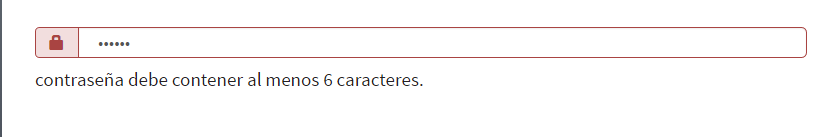 ••••••
contraseña debe contener al menos 6 caracteres.